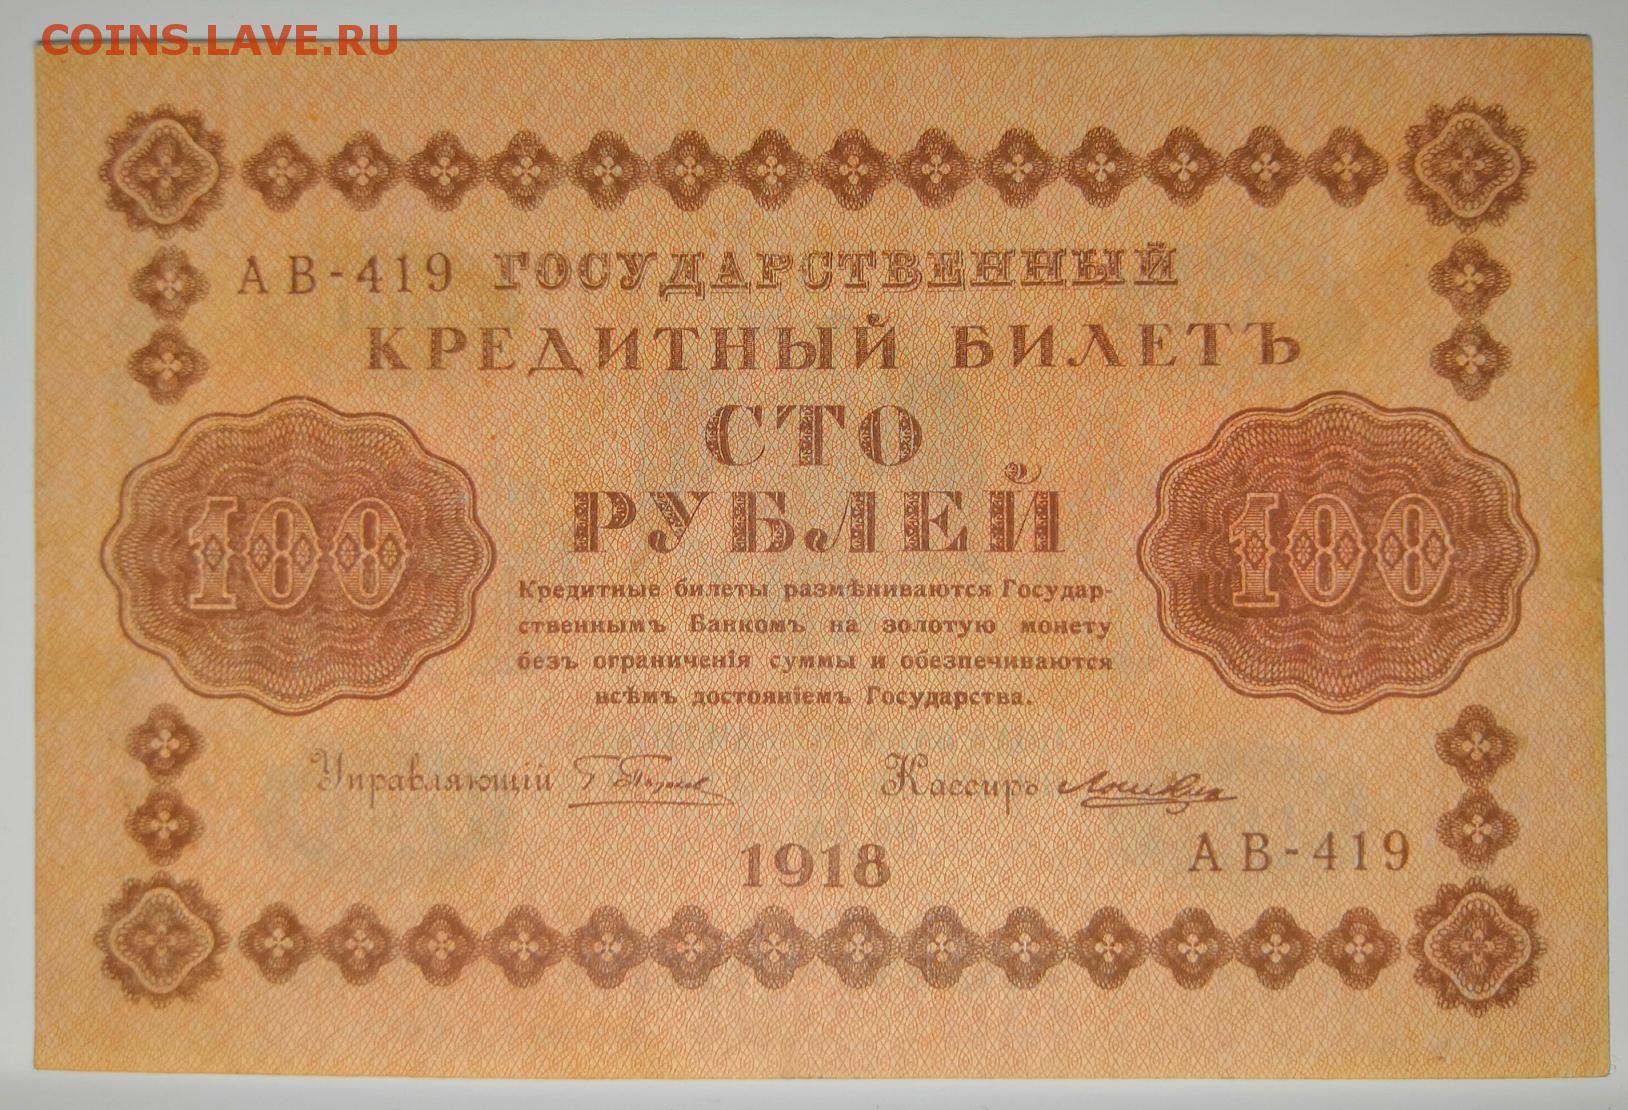 COINS.LAVE.RU
АВ-419 ГОСУДАРСТВЕННЫЙ
КРЕДИТНЫЙ БИЛЕТЪ
СТО
РУБЛЕЙ
100
100
Кредитные билеты размѣниваются Государ-
ственнымъ Банкомъ на золотую монету
безъ ограниченія суммы и обезпечиваются
всѣмъ достояніемъ Государства.
Управляющій
Кассиръ
1918
АВ-419